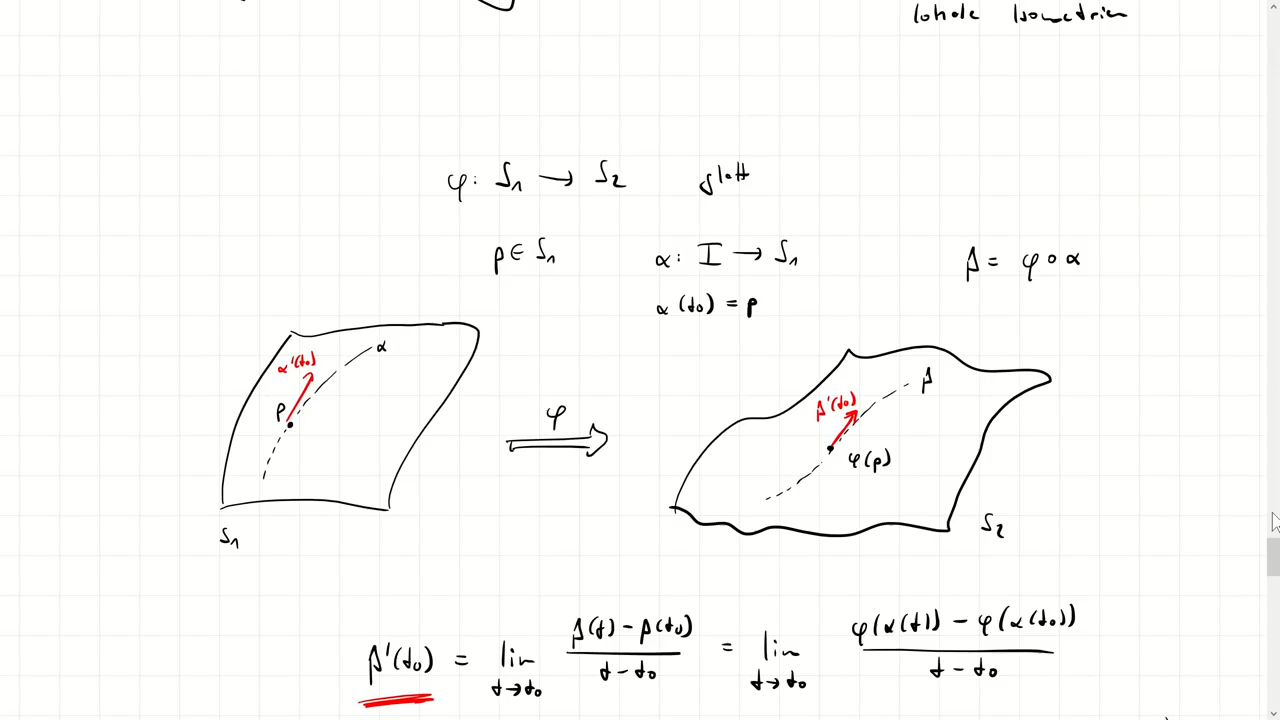 lokale Isometrien
φ: S₁ → S₂ glatt
p ∈ S₁ α: I → S₁ β = φ ∘ α
α(t₀) = p
α
α'(t₀)
p
S₁
φ
β
β'(t₀)
φ(p)
S₂
β'(t₀) = lim_{t→t₀} (β(t) − β(t₀))/(t − t₀) = lim_{t→t₀} (φ(α(t)) − φ(α(t₀)))/(t − t₀)